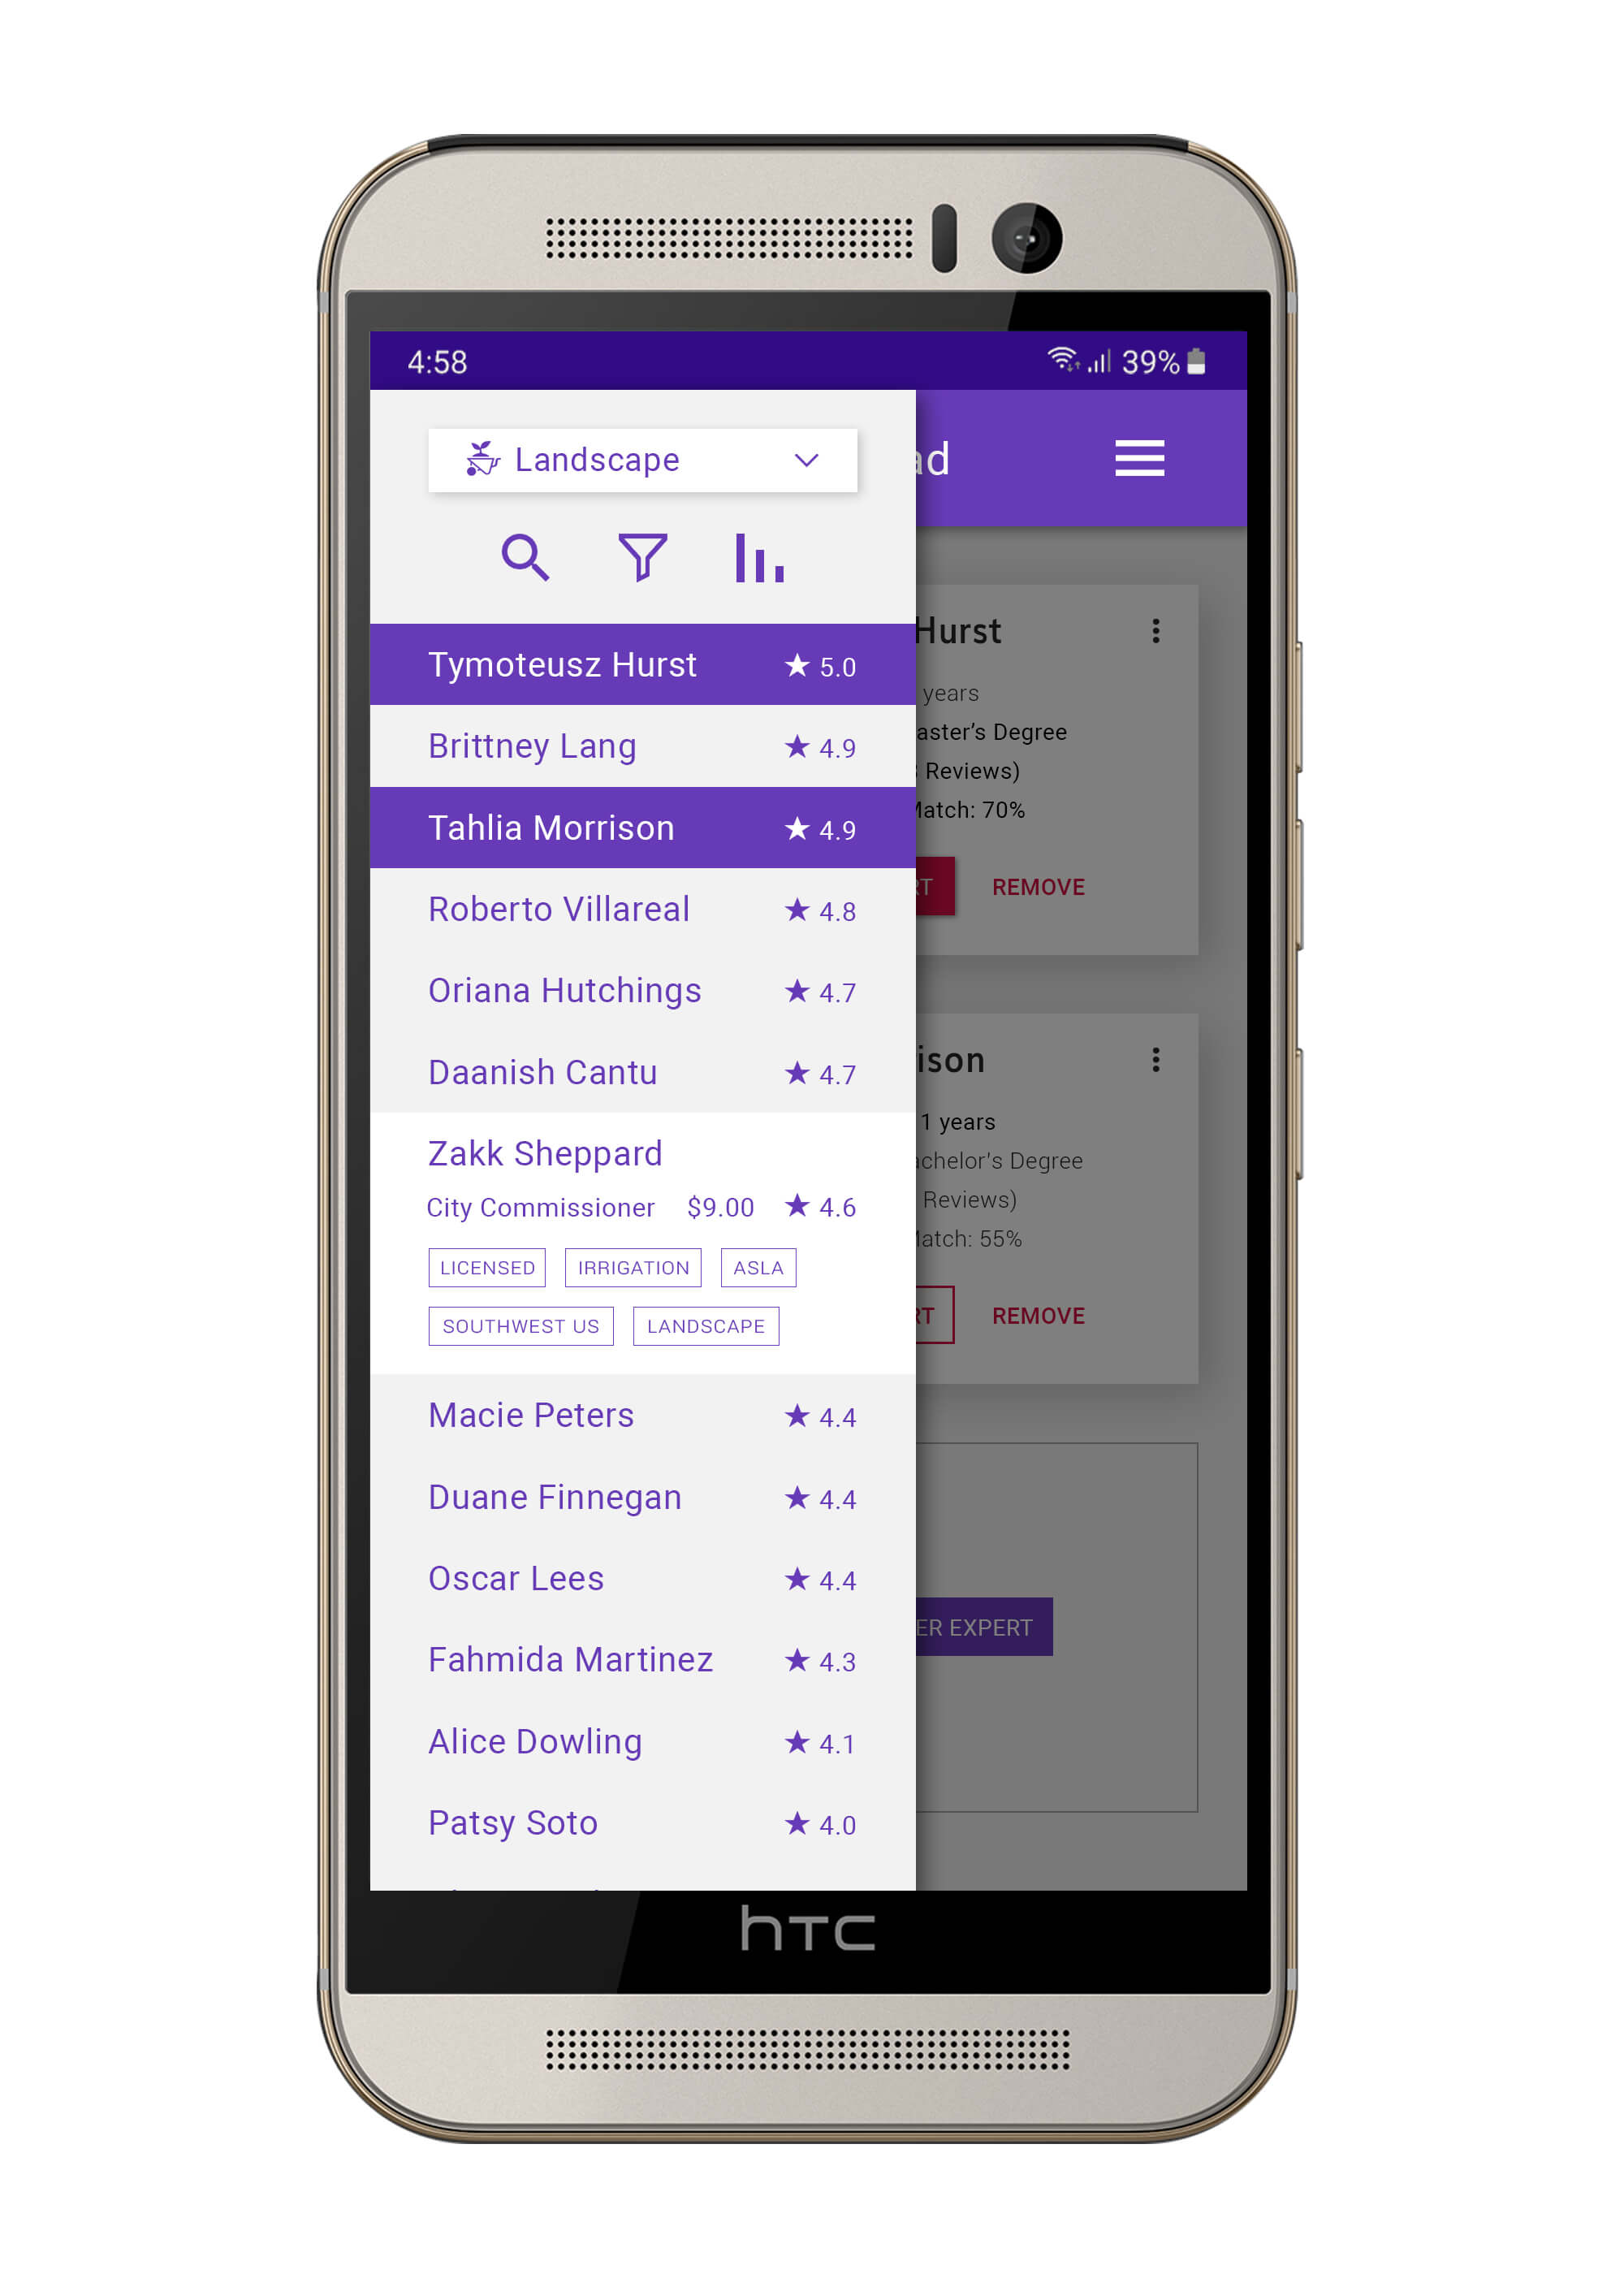 4:58
39%
Landscape
ad
Tymoteusz Hurst ★ 5.0
Brittney Lang ★ 4.9
Tahlia Morrison ★ 4.9
Roberto Villareal ★ 4.8
Oriana Hutchings ★ 4.7
Daanish Cantu ★ 4.7
Zakk Sheppard
City Commissioner $9.00 ★ 4.6
LICENSED IRRIGATION ASLA
SOUTHWEST US LANDSCAPE
Macie Peters ★ 4.4
Duane Finnegan ★ 4.4
Oscar Lees ★ 4.4
Fahmida Martinez ★ 4.3
Alice Dowling ★ 4.1
Patsy Soto ★ 4.0
Hurst
years
aster's Degree
Reviews)
Match: 70%
RT REMOVE
ison
1 years
achelor's Degree
Reviews)
Match: 55%
RT REMOVE
ER EXPERT
hTC